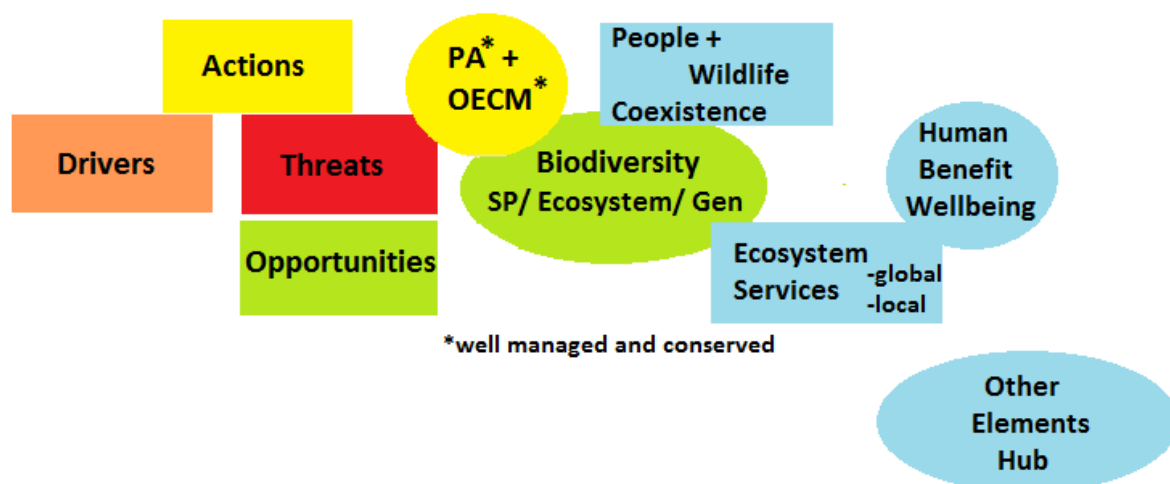 Actions
PA* +
OECM*
People +
Wildlife
Coexistence
Drivers
Threats
Biodiversity
SP/ Ecosystem/ Gen
Human
Benefit
Wellbeing
Opportunities
Ecosystem
Services
-global
-local
*well managed and conserved
Other
Elements
Hub